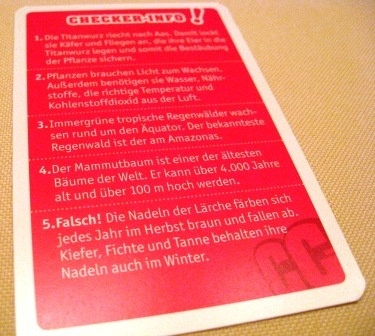 CHECKER-INFO!
1. Die Titanwurz riecht nach Aas. Damit lockt
sie Käfer und Fliegen an, die ihre Eier in die
Titanwurz legen und somit die Bestäubung
der Pflanze sichern.
2. Pflanzen brauchen Licht zum Wachsen.
Außerdem benötigen sie Wasser, Nähr-
stoffe, die richtige Temperatur und
Kohlenstoffdioxid aus der Luft.
3. Immergrüne tropische Regenwälder wach-
sen rund um den Äquator. Der bekannteste
Regenwald ist der am Amazonas.
4. Der Mammutbaum ist einer der ältesten
Bäume der Welt. Er kann über 4.000 Jahre
alt und über 100 m hoch werden.
5. Falsch! Die Nadeln der Lärche färben sich
jedes Jahr im Herbst braun und fallen ab.
Kiefer, Fichte und Tanne behalten ihre
Nadeln auch im Winter.